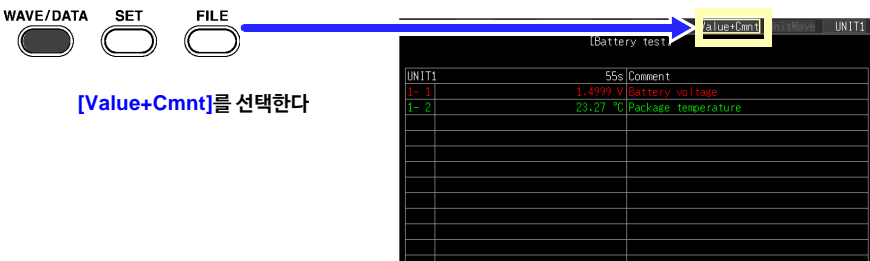 WAVE/DATA SET FILE
Value+Cmnt UnitWave UNIT1
[Battery test]
[Value+Cmnt]를 선택한다
UNIT1 55s Comment
1- 1 1.4999 V Battery voltage
1- 2 23.27 °C Package temperature